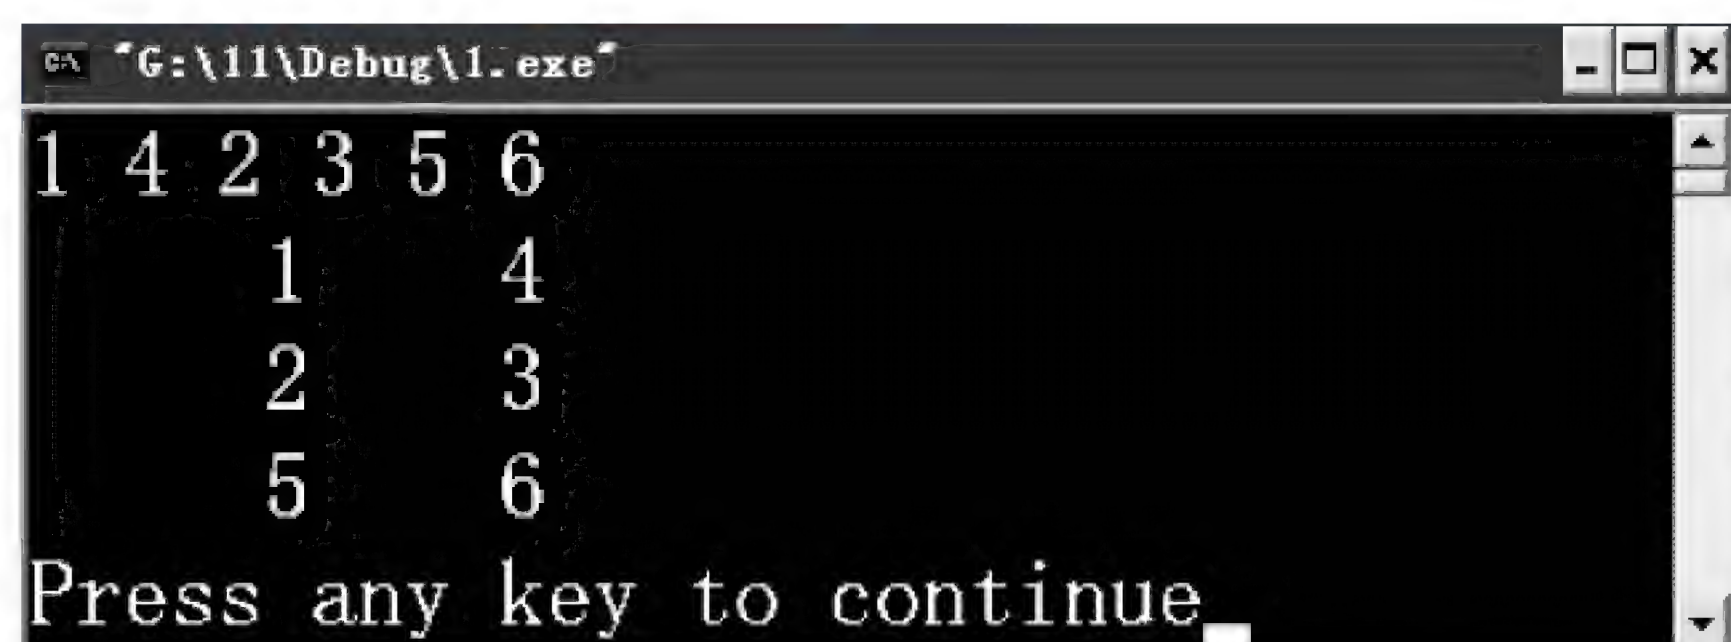 "G:\11\Debug\1.exe"
1 4 2 3 5 6
1 4
2 3
5 6
Press any key to continue_